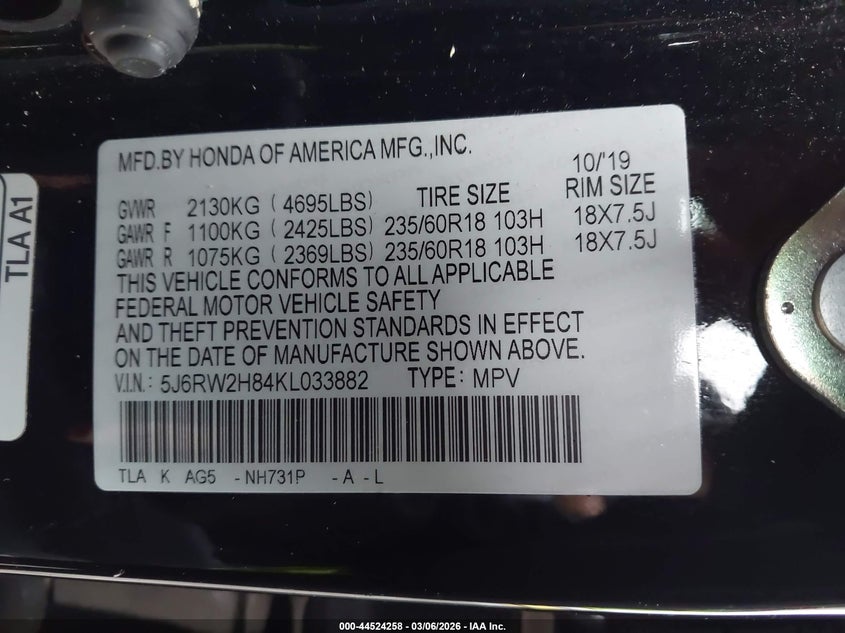 MFD.BY HONDA OF AMERICA MFG.,INC.
10/'19
GVWR 2130KG ( 4695LBS) TIRE SIZE RIM SIZE
GAWR F 1100KG ( 2425LBS) 235/60R18 103H 18X7.5J
GAWR R 1075KG ( 2369LBS) 235/60R18 103H 18X7.5J
THIS VEHICLE CONFORMS TO ALL APPLICABLE
FEDERAL MOTOR VEHICLE SAFETY
AND THEFT PREVENTION STANDARDS IN EFFECT
ON THE DATE OF MANUFACTURE SHOWN ABOVE.
V.I.N. : 5J6RW2H84KL033882 TYPE: MPV
TLA K AG5 -NH731P -A -L
TLA A1
000-44524258 - 03/06/2026 - IAA Inc.